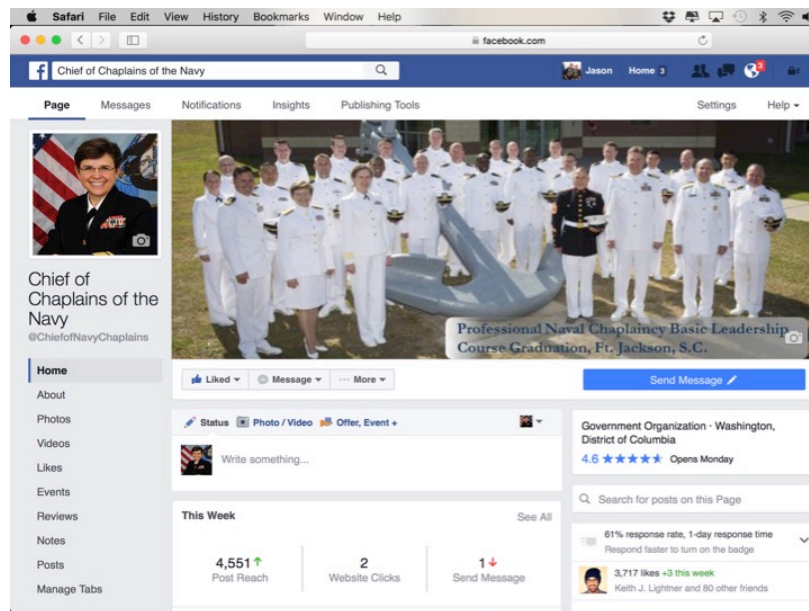 Safari File Edit View History Bookmarks Window Help
facebook.com
f Chief of Chaplains of the Navy
Jason Home 3
3
Page Messages Notifications Insights Publishing Tools Settings Help
Professional Naval Chaplaincy Basic Leadership
Course Graduation, Ft. Jackson, S.C.
Chief of
Chaplains of the
Navy
@ChiefofNavyChaplains
Home
About
Photos
Videos
Likes
Events
Reviews
Notes
Posts
Manage Tabs
Liked Message ··· More
Send Message
Status Photo / Video Offer, Event +
Write something...
This Week See All
4,551 2 1
Post Reach Website Clicks Send Message
Government Organization · Washington,
District of Columbia
4.6 Opens Monday
Search for posts on this Page
61% response rate, 1-day response time
Respond faster to turn on the badge
3,717 likes +3 this week
Keith J. Lightner and 80 other friends